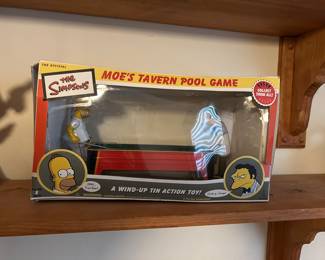 THE OFFICIAL
THE SIMPSONS
MOE'S TAVERN POOL GAME
COLLECT THEM ALL!
A WIND-UP TIN ACTION TOY!